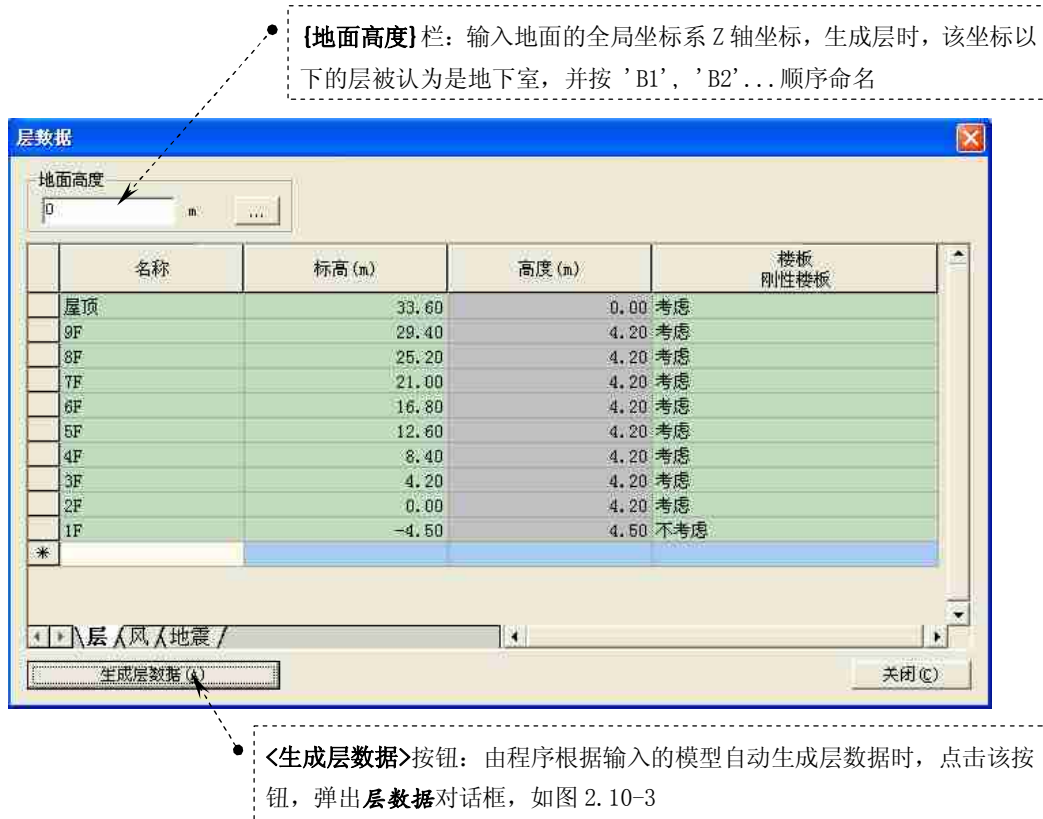 {地面高度}栏：输入地面的全局坐标系 Z 轴坐标，生成层时，该坐标以
下的层被认为是地下室，并按 'B1', 'B2'...顺序命名
层数据
地面高度
0 m ...
名称 标高(m) 高度(m) 楼板
刚性楼板
屋顶 33.60 0.00 考虑
9F 29.40 4.20 考虑
8F 25.20 4.20 考虑
7F 21.00 4.20 考虑
6F 16.80 4.20 考虑
5F 12.60 4.20 考虑
4F 8.40 4.20 考虑
3F 4.20 4.20 考虑
2F 0.00 4.20 考虑
1F -4.50 4.50 不考虑
*
层 风 地震
生成层数据(A) 关闭(C)
<生成层数据>按钮：由程序根据输入的模型自动生成层数据时，点击该按
钮，弹出层数据对话框，如图 2.10-3